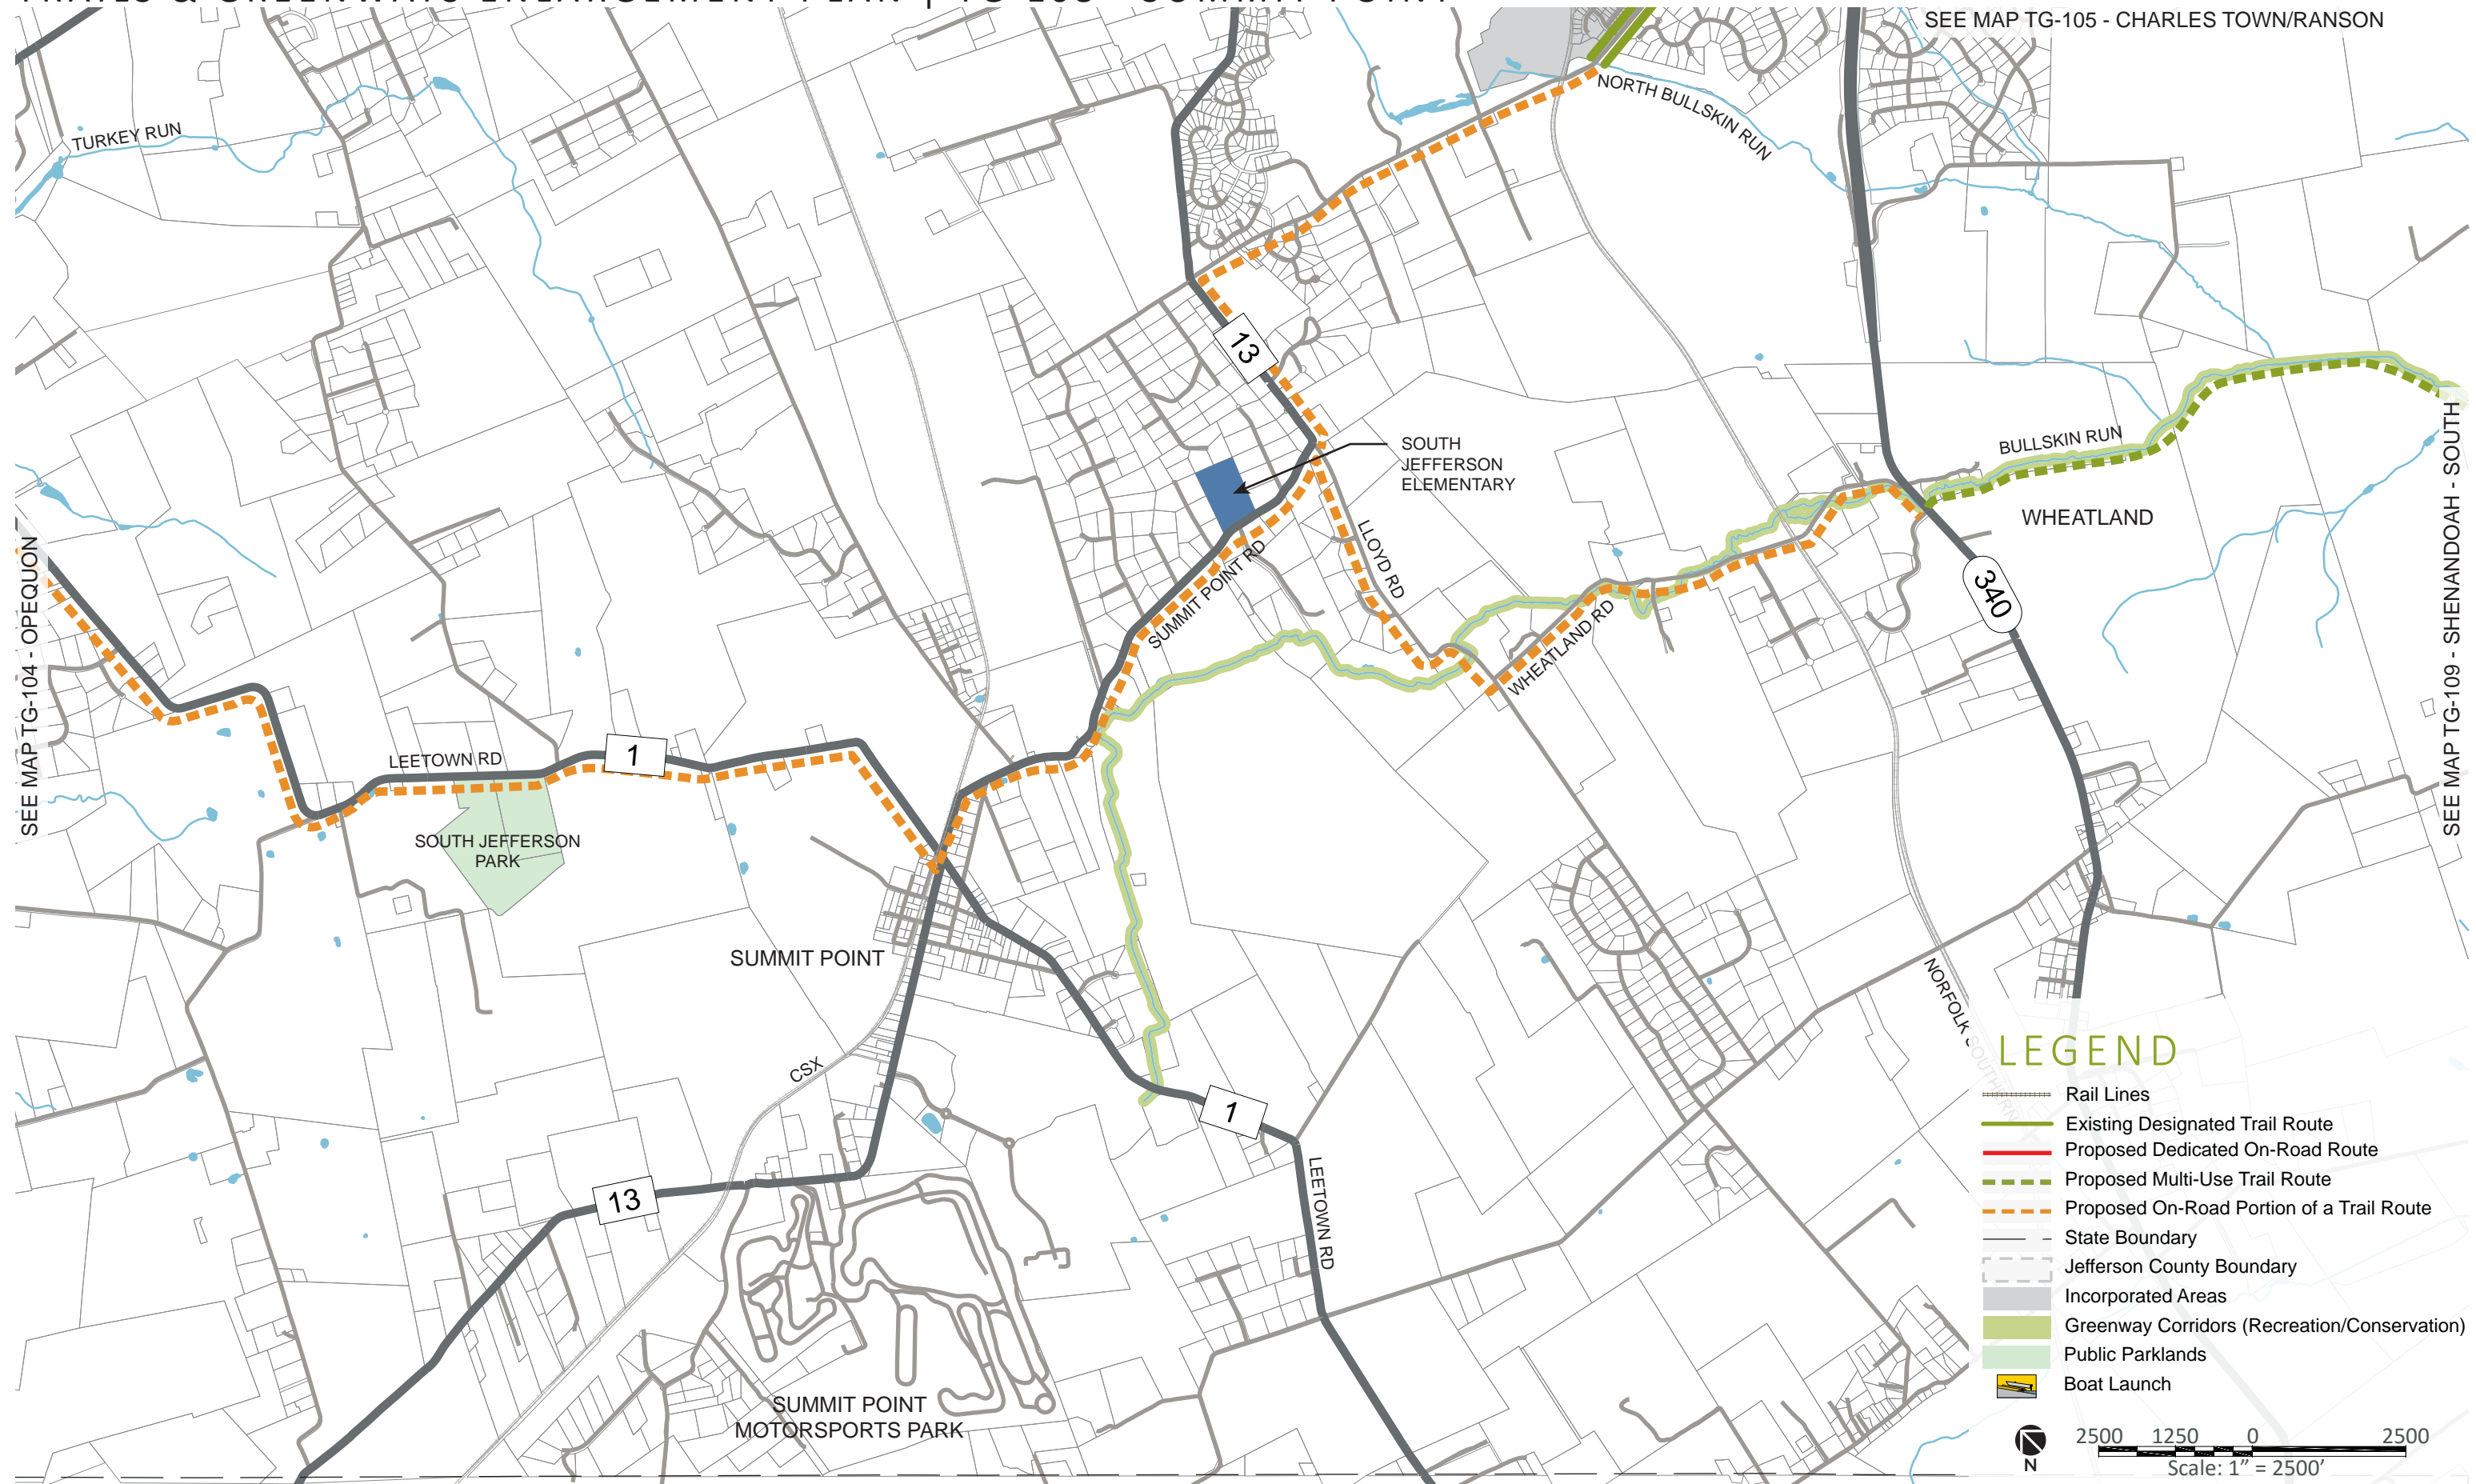 SEE MAP TG-105 - CHARLES TOWN/RANSON
NORTH BULLSKIN RUN
TURKEY RUN
13
SOUTH
JEFFERSON
ELEMENTARY
BULLSKIN RUN
WHEATLAND
SEE MAP TG-104 - OPEQUON
SEE MAP TG-109 - SHENANDOAH - SOUTH
LLOYD RD
SUMMIT POINT RD
340
WHEATLAND RD
LEETOWN RD
1
SOUTH JEFFERSON
PARK
SUMMIT POINT
CSX
NORFOLK SOUTHERN
1
LEETOWN RD
13
SUMMIT POINT
MOTORSPORTS PARK
LEGEND
Rail Lines
Existing Designated Trail Route
Proposed Dedicated On-Road Route
Proposed Multi-Use Trail Route
Proposed On-Road Portion of a Trail Route
State Boundary
Jefferson County Boundary
Incorporated Areas
Greenway Corridors (Recreation/Conservation)
Public Parklands
Boat Launch
N
2500 1250 0 2500
Scale: 1” = 2500’